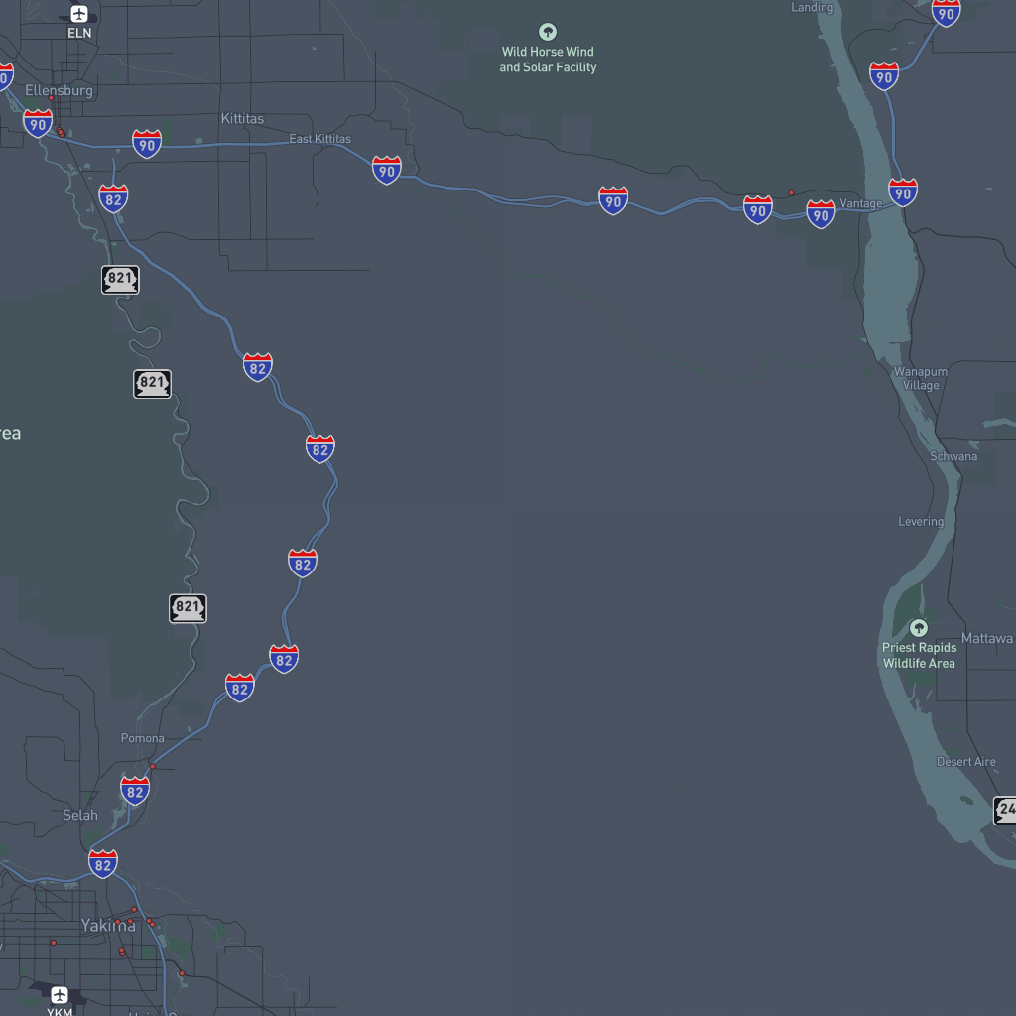 Landing
90
ELN
Wild Horse Wind
and Solar Facility
90
Ellensburg
90
Kittitas
90
East Kittitas
90
82
90
90
Vantage
90
90
821
82
Wanapum
Village
821
rea
82
Schwana
Levering
82
821
Priest Rapids
Wildlife Area
Mattawa
82
82
Pomona
Desert Aire
82
24
Selah
82
Yakima
YKM